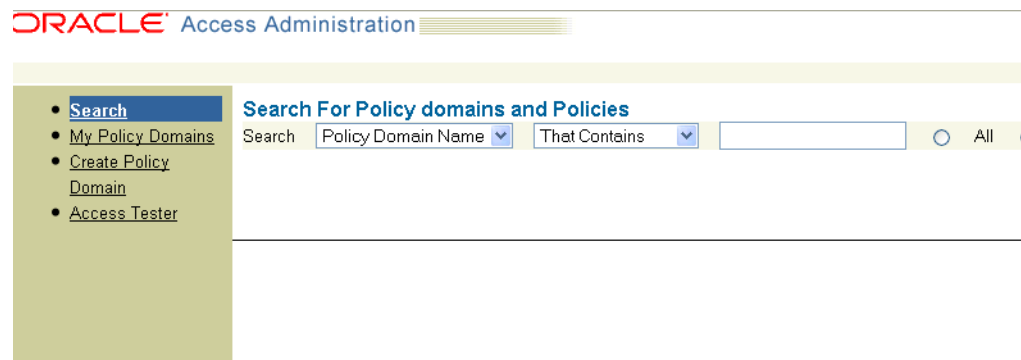 ORACLE Access Administration
Search
My Policy Domains
Create Policy
Domain
Access Tester
Search For Policy domains and Policies
Search Policy Domain Name That Contains All